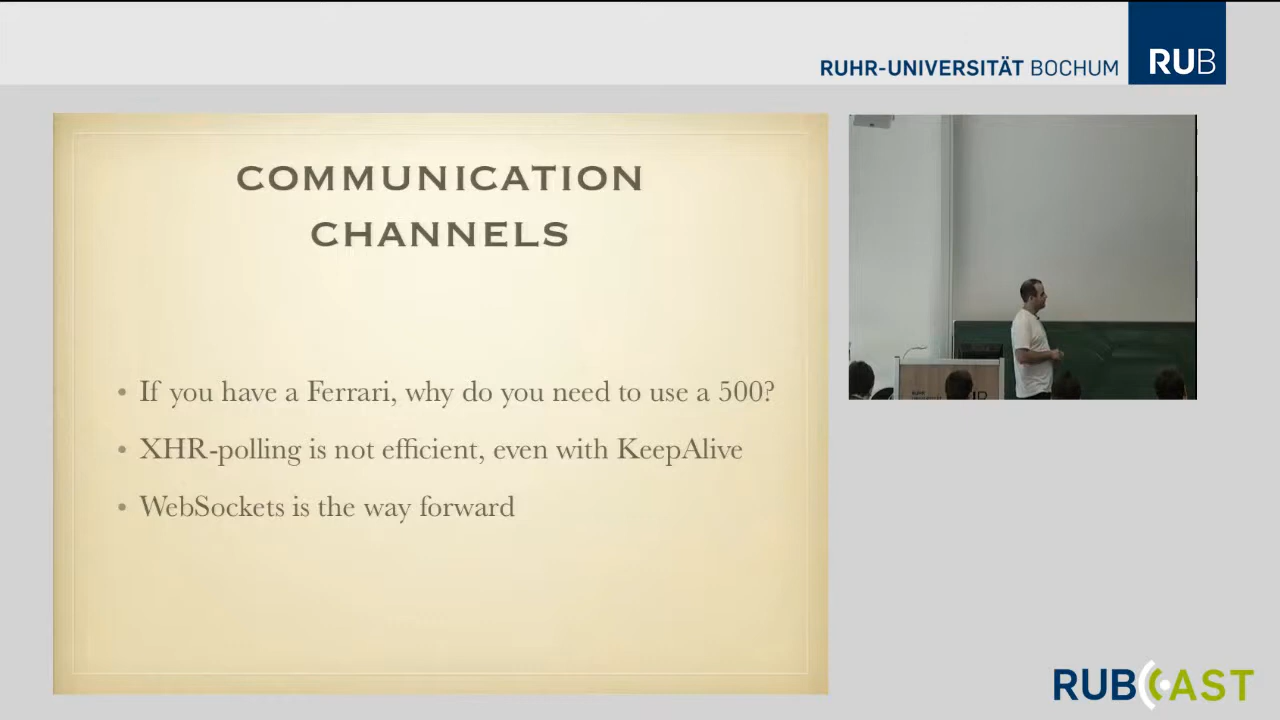 RUHR-UNIVERSITÄT BOCHUM
RUB
COMMUNICATION
CHANNELS
• If you have a Ferrari, why do you need to use a 500?
• XHR-polling is not efficient, even with KeepAlive
• WebSockets is the way forward
RUBCAST